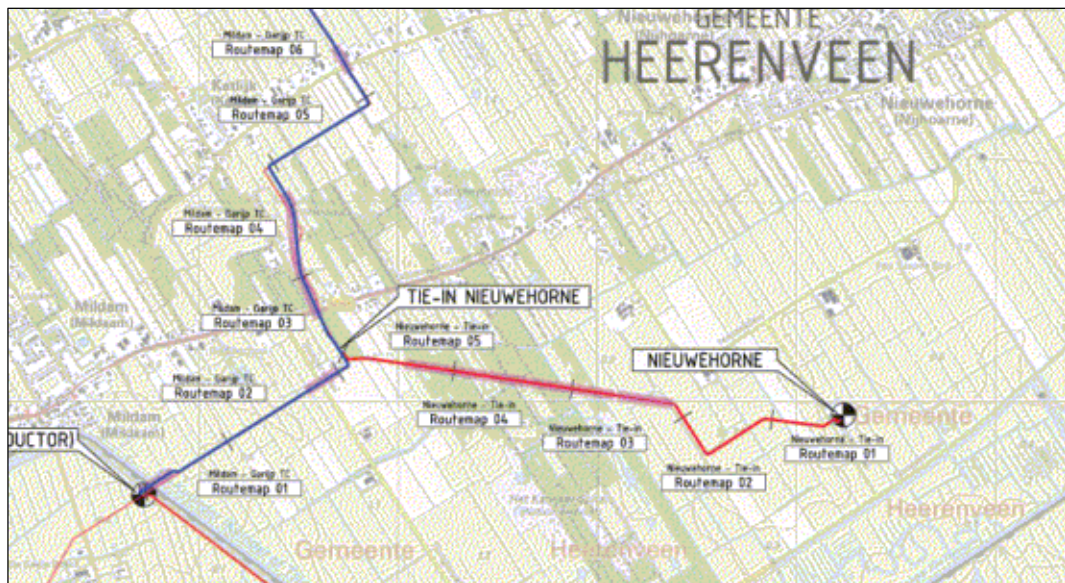 GEMEENTE
HEERENVEEN
Mildam - Garijp TC
Routemap 06
Katlijk
Mildam - Garijp TC
Routemap 05
Nieuwehorne
(Nijhoarne)
Mildam - Garijp TC
Routemap 04
Mildam - Garijp TC
Routemap 03
Mildam
(Mildaam)
TIE-IN NIEUWEHORNE
Nieuwehorne - Tie-in
Routemap 05
NIEUWEHORNE
Mildam - Garijp TC
Routemap 02
Nieuwehorne - Tie-in
Routemap 04
Nieuwehorne - Tie-in
Routemap 03
Gemeente
Nieuwehorne - Tie-in
Routemap 01
Mildam
(Mildaam)
DUCTOR)
Nieuwehorne - Tie-in
Routemap 02
Mildam - Garijp TC
Routemap 01
Heerenveen
Gemeente
Heerenveen